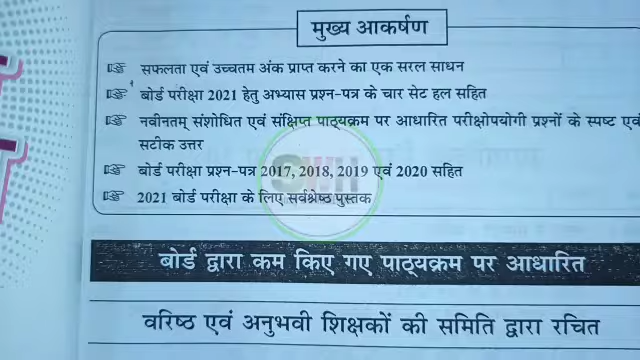 मुख्य आकर्षण
☞ सफलता एवं उच्चतम अंक प्राप्त करने का एक सरल साधन
☞ बोर्ड परीक्षा 2021 हेतु अभ्यास प्रश्न-पत्र के चार सेट हल सहित
☞ नवीनतम् संशोधित एवं संक्षिप्त पाठ्यक्रम पर आधारित परीक्षोपयोगी प्रश्नों के स्पष्ट एवं
सटीक उत्तर
☞ बोर्ड परीक्षा प्रश्न-पत्र 2017, 2018, 2019 एवं 2020 सहित
☞ 2021 बोर्ड परीक्षा के लिए सर्वश्रेष्ठ पुस्तक
बोर्ड द्वारा कम किए गए पाठ्यक्रम पर आधारित
वरिष्ठ एवं अनुभवी शिक्षकों की समिति द्वारा रचित